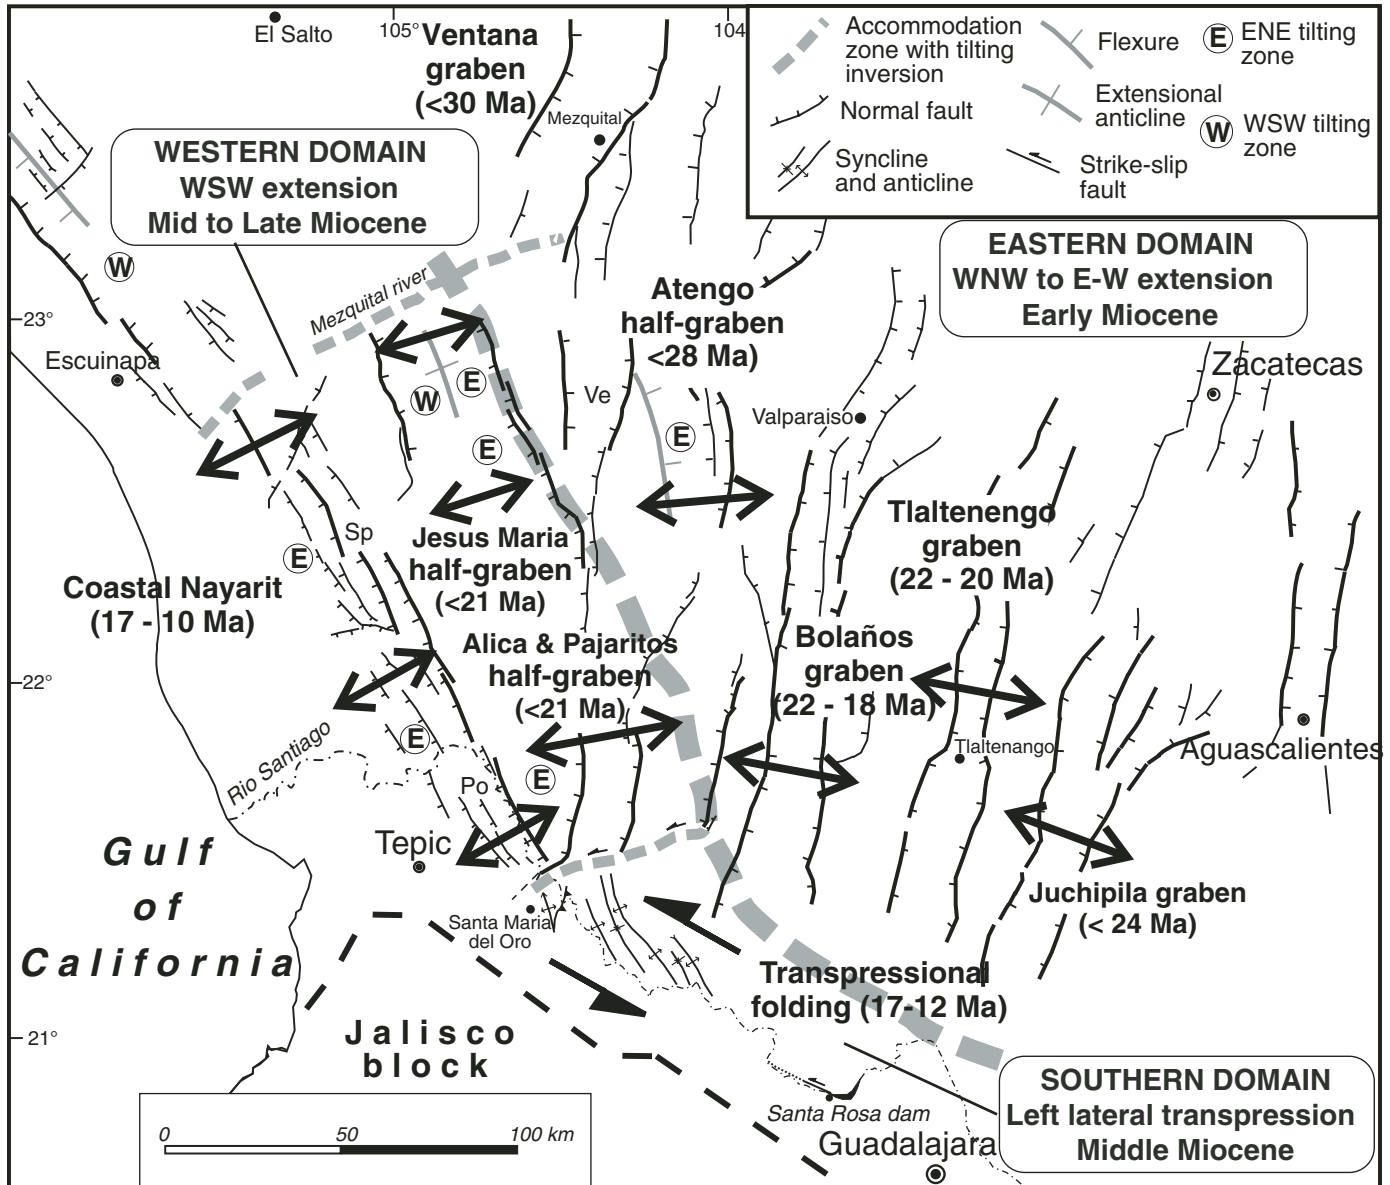 El Salto
105°
104
Ventana
graben
(<30 Ma)
Mezquital
Accommodation
zone with tilting
inversion
Normal fault
Syncline
and anticline
Flexure
Extensional
anticline
Strike-slip
fault
E
ENE tilting
zone
W
WSW tilting
zone
WESTERN DOMAIN
WSW extension
Mid to Late Miocene
EASTERN DOMAIN
WNW to E-W extension
Early Miocene
W
Mezquital river
23°
Escuinapa
Atengo
half-graben
<28 Ma)
Zacatecas
W
E
Ve
E
E
Valparaiso
Sp
E
Jesus Maria
half-graben
(<21 Ma)
Tlaltenengo
graben
(22 - 20 Ma)
Coastal Nayarit
(17 - 10 Ma)
Alica & Pajaritos
half-graben
(<21 Ma)
Bolaños
graben
(22 - 18 Ma)
22°
E
Rio Santiago
Po
E
Tlaltenango
Aguascalientes
Tepic
Gulf
of
California
Santa Maria
del Oro
Juchipila graben
(< 24 Ma)
Transpressional
folding (17-12 Ma)
21°
Jalisco
block
SOUTHERN DOMAIN
Left lateral transpression
Middle Miocene
Santa Rosa dam
Guadalajara
0 50 100 km